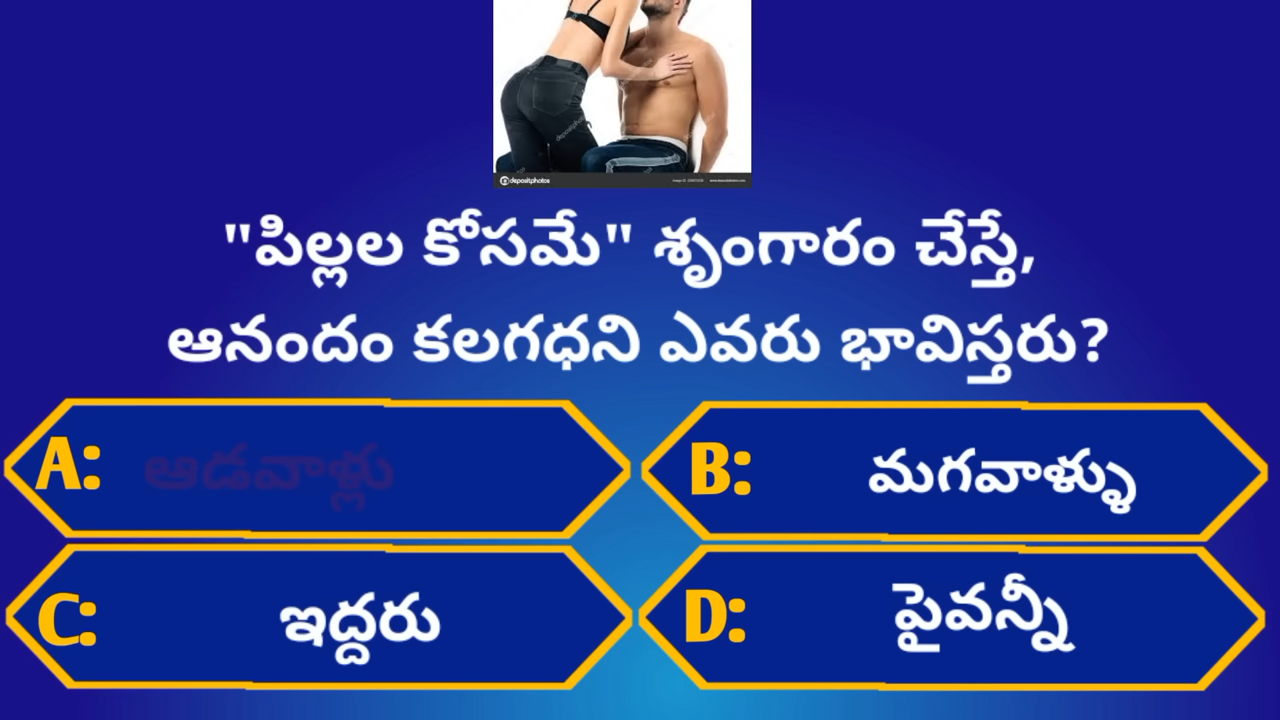 depositphotos
"పిల్లల కోసమే" శృంగారం చేస్తే,
ఆనందం కలగధని ఎవరు భావిస్తరు?
A: ఆడవాళ్లు
B: మగవాళ్ళు
C: ఇద్దరు
D: పైవన్నీ